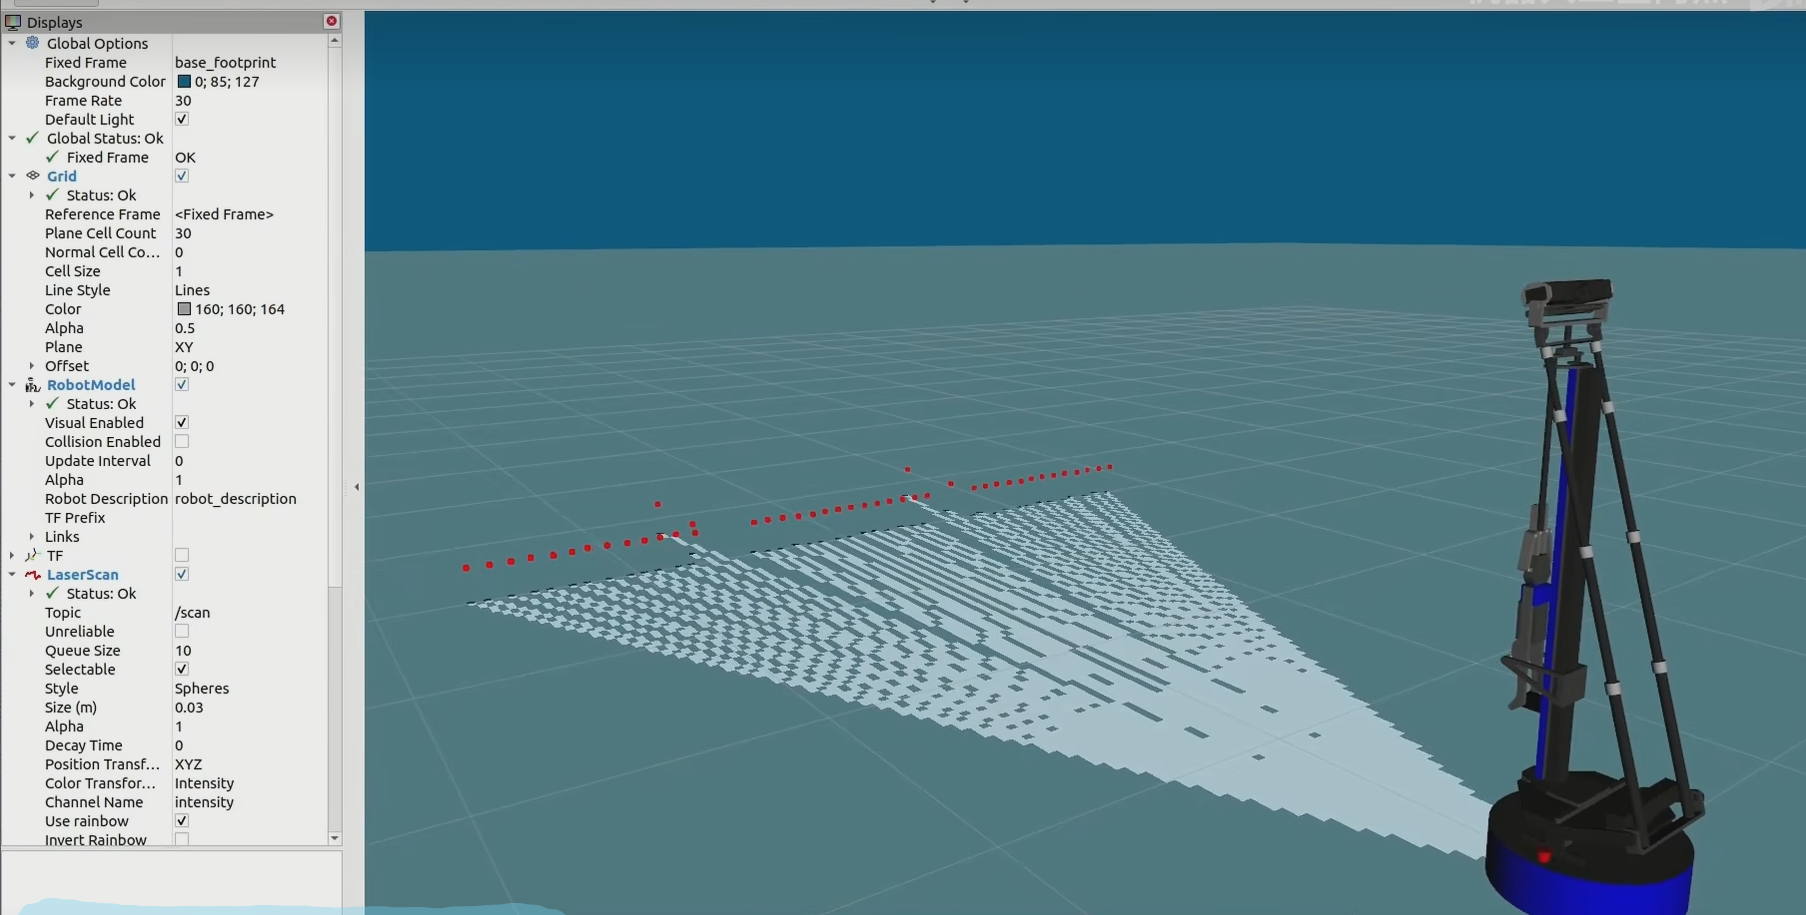 Displays
Global Options
Fixed Frame base_footprint
Background Color 0; 85; 127
Frame Rate 30
Default Light
Global Status: Ok
Fixed Frame OK
Grid
Status: Ok
Reference Frame <Fixed Frame>
Plane Cell Count 30
Normal Cell Co... 0
Cell Size 1
Line Style Lines
Color 160; 160; 164
Alpha 0.5
Plane XY
Offset 0; 0; 0
RobotModel
Status: Ok
Visual Enabled
Collision Enabled
Update Interval 0
Alpha 1
Robot Description robot_description
TF Prefix
Links
TF
LaserScan
Status: Ok
Topic /scan
Unreliable
Queue Size 10
Selectable
Style Spheres
Size (m) 0.03
Alpha 1
Decay Time 0
Position Transf... XYZ
Color Transfor... Intensity
Channel Name intensity
Use rainbow
Invert Rainbow